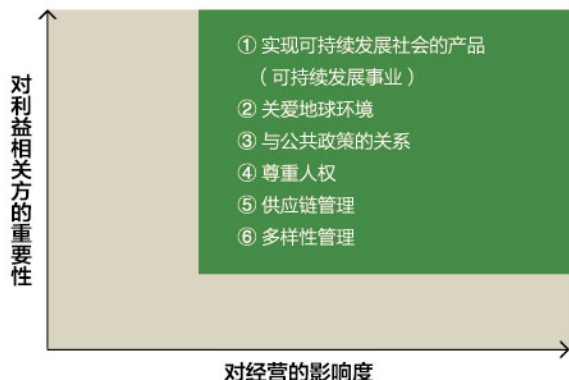 对利益相关方的重要性
① 实现可持续发展社会的产品
（可持续发展事业）
② 关爱地球环境
③ 与公共政策的关系
④ 尊重人权
⑤ 供应链管理
⑥ 多样性管理
对经营的影响度